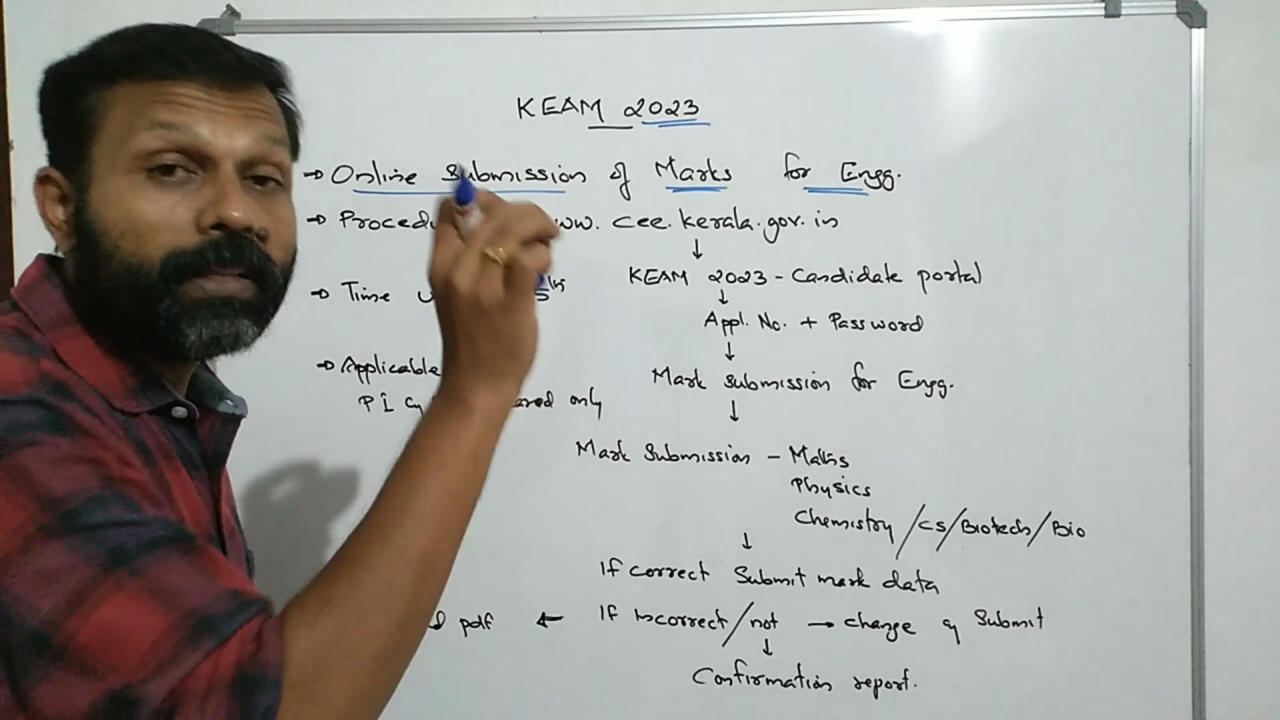 KEAM 2023
→ Online Submission of Marks for Engg.
→ www.cee.kerala.gov.in
↓
KEAM 2023 - Candidate portal
↓
→ Time
Appl. No. + Password
↓
→ Applicable
Mark submission for Engg.
only
↓
Mark Submission - Maths
Physics
Chemistry / CS / Biotech / Bio
↓
If correct Submit mark data
pdf ← If incorrect / not → change & Submit
↓
Confirmation report.